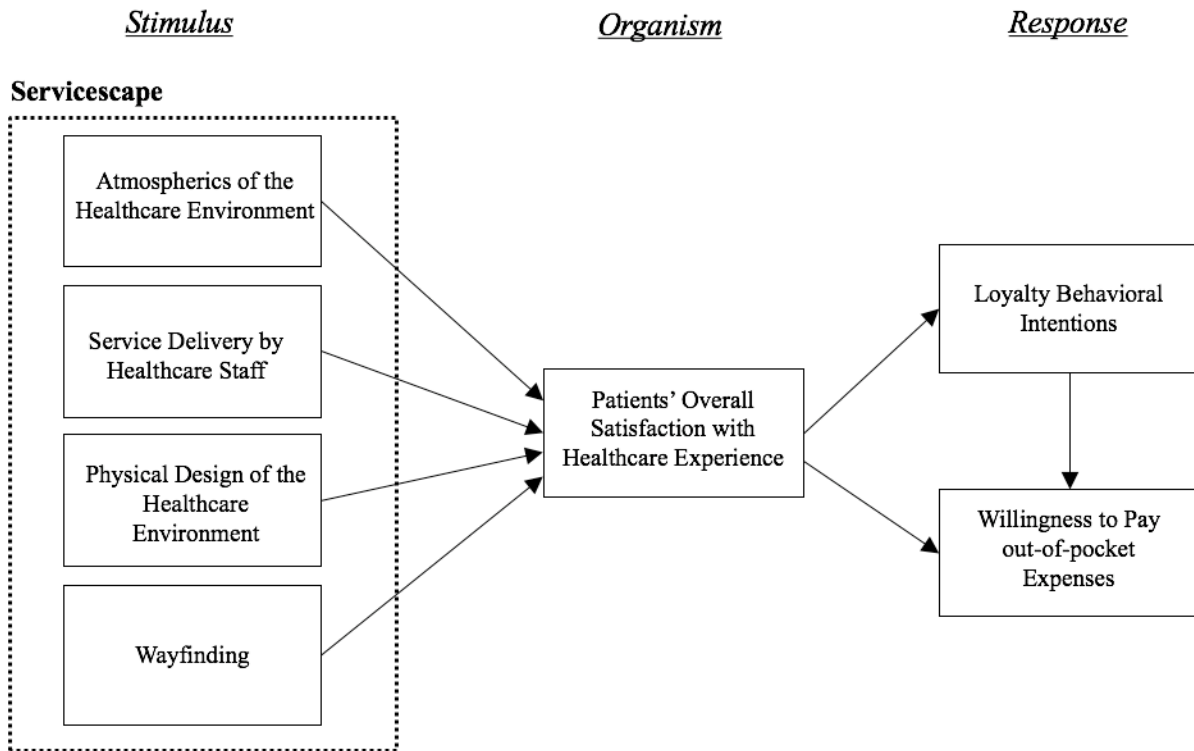 Stimulus
Organism
Response
Servicescape
Atmospherics of the
Healthcare Environment
Service Delivery by
Healthcare Staff
Physical Design of the
Healthcare
Environment
Wayfinding
Patients’ Overall
Satisfaction with
Healthcare Experience
Loyalty Behavioral
Intentions
Willingness to Pay
out-of-pocket
Expenses